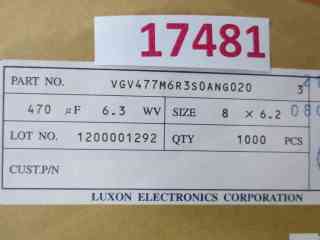 17481
PART NO. VGV477M6R3S0ANG020 3
470 µF 6.3 WV SIZE 8 × 6.2
LOT NO. 1200001292 QTY 1000 PCS
CUST.P/N
LUXON ELECTRONICS CORPORATION